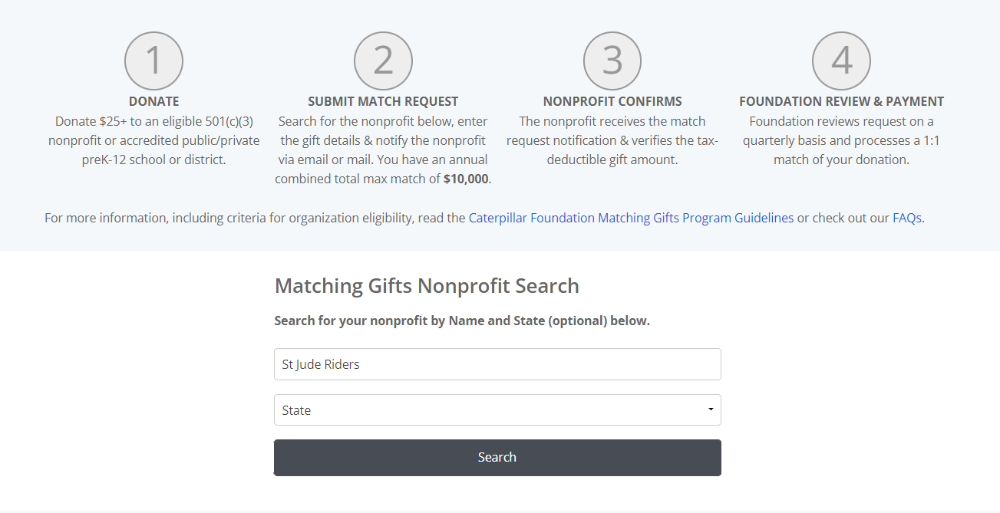 1
DONATE
Donate $25+ to an eligible 501(c)(3)
nonprofit or accredited public/private
preK-12 school or district.
2
SUBMIT MATCH REQUEST
Search for the nonprofit below, enter
the gift details & notify the nonprofit
via email or mail. You have an annual
combined total max match of $10,000.
3
NONPROFIT CONFIRMS
The nonprofit receives the match
request notification & verifies the tax-
deductible gift amount.
4
FOUNDATION REVIEW & PAYMENT
Foundation reviews request on a
quarterly basis and processes a 1:1
match of your donation.
For more information, including criteria for organization eligibility, read the Caterpillar Foundation Matching Gifts Program Guidelines or check out our FAQs.
Matching Gifts Nonprofit Search
Search for your nonprofit by Name and State (optional) below.
St Jude Riders
State
Search